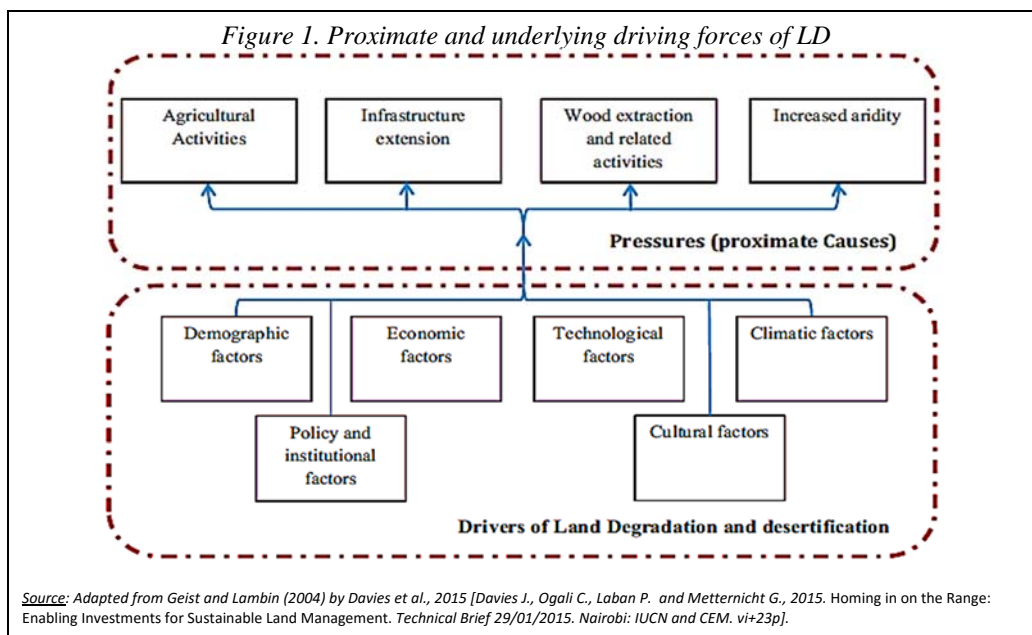 Figure 1. Proximate and underlying driving forces of LD
Agricultural
Activities
Infrastructure
extension
Wood extraction
and related
activities
Increased aridity
Pressures (proximate Causes)
Demographic
factors
Economic
factors
Technological
factors
Climatic factors
Policy and
institutional
factors
Cultural factors
Drivers of Land Degradation and desertification
Source: Adapted from Geist and Lambin (2004) by Davies et al., 2015 [Davies J., Ogali C., Laban P. and Metternicht G., 2015. Homing in on the Range:
Enabling Investments for Sustainable Land Management. Technical Brief 29/01/2015. Nairobi: IUCN and CEM. vi+23p].